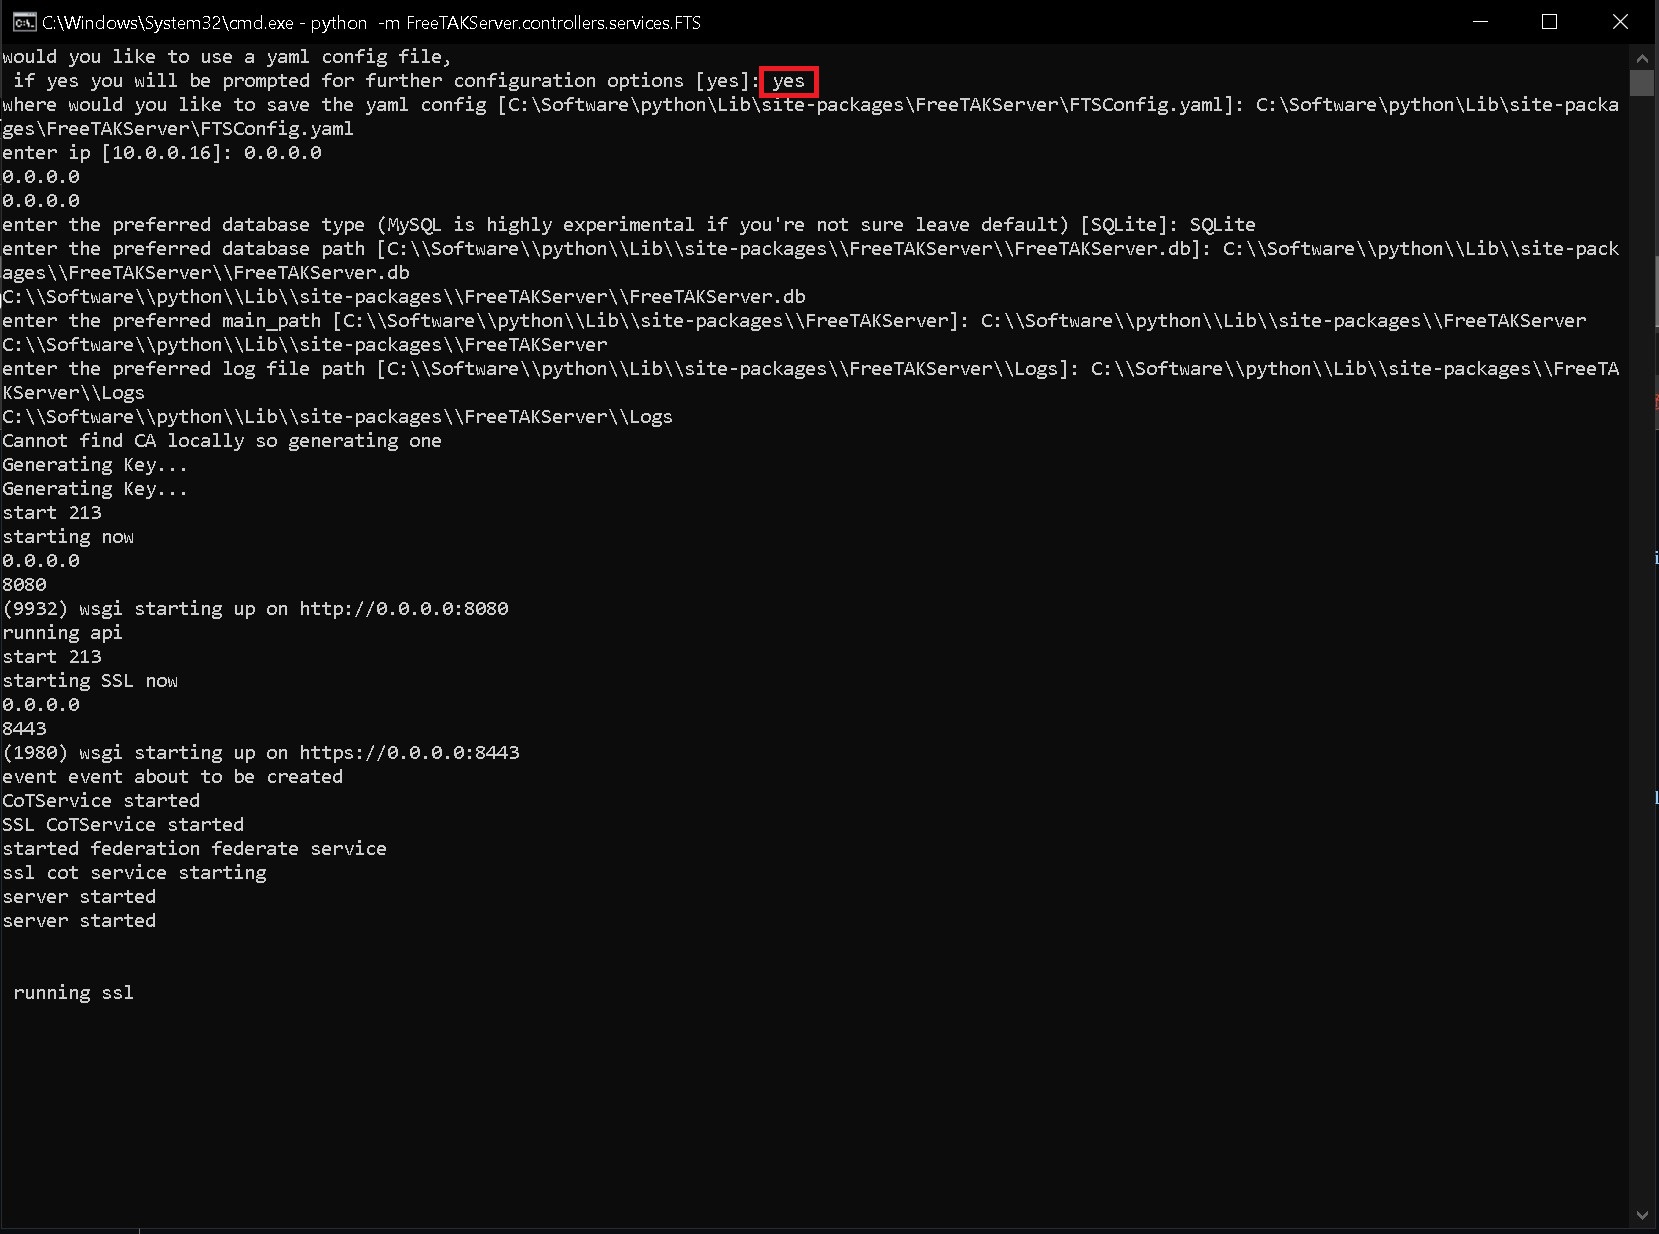 C:\Windows\System32\cmd.exe - python  -m FreeTAKServer.controllers.services.FTS
would you like to use a yaml config file,
 if yes you will be prompted for further configuration options [yes]: yes
where would you like to save the yaml config [C:\Software\python\Lib\site-packages\FreeTAKServer\FTSConfig.yaml]: C:\Software\python\Lib\site-packa
ges\FreeTAKServer\FTSConfig.yaml
enter ip [10.0.0.16]: 0.0.0.0
0.0.0.0
0.0.0.0
enter the preferred database type (MySQL is highly experimental if you're not sure leave default) [SQLite]: SQLite
enter the preferred database path [C:\\Software\\python\\Lib\\site-packages\\FreeTAKServer\\FreeTAKServer.db]: C:\\Software\\python\\Lib\\site-pack
ages\\FreeTAKServer\\FreeTAKServer.db
C:\\Software\\python\\Lib\\site-packages\\FreeTAKServer\\FreeTAKServer.db
enter the preferred main_path [C:\\Software\\python\\Lib\\site-packages\\FreeTAKServer]: C:\\Software\\python\\Lib\\site-packages\\FreeTAKServer
C:\\Software\\python\\Lib\\site-packages\\FreeTAKServer
enter the preferred log file path [C:\\Software\\python\\Lib\\site-packages\\FreeTAKServer\\Logs]: C:\\Software\\python\\Lib\\site-packages\\FreeTA
KServer\\Logs
C:\\Software\\python\\Lib\\site-packages\\FreeTAKServer\\Logs
Cannot find CA locally so generating one
Generating Key...
Generating Key...
start 213
starting now
0.0.0.0
8080
(9932) wsgi starting up on http://0.0.0.0:8080
running api
start 213
starting SSL now
0.0.0.0
8443
(1980) wsgi starting up on https://0.0.0.0:8443
event event about to be created
CoTService started
SSL CoTService started
started federation federate service
ssl cot service starting
server started
server started
 running ssl